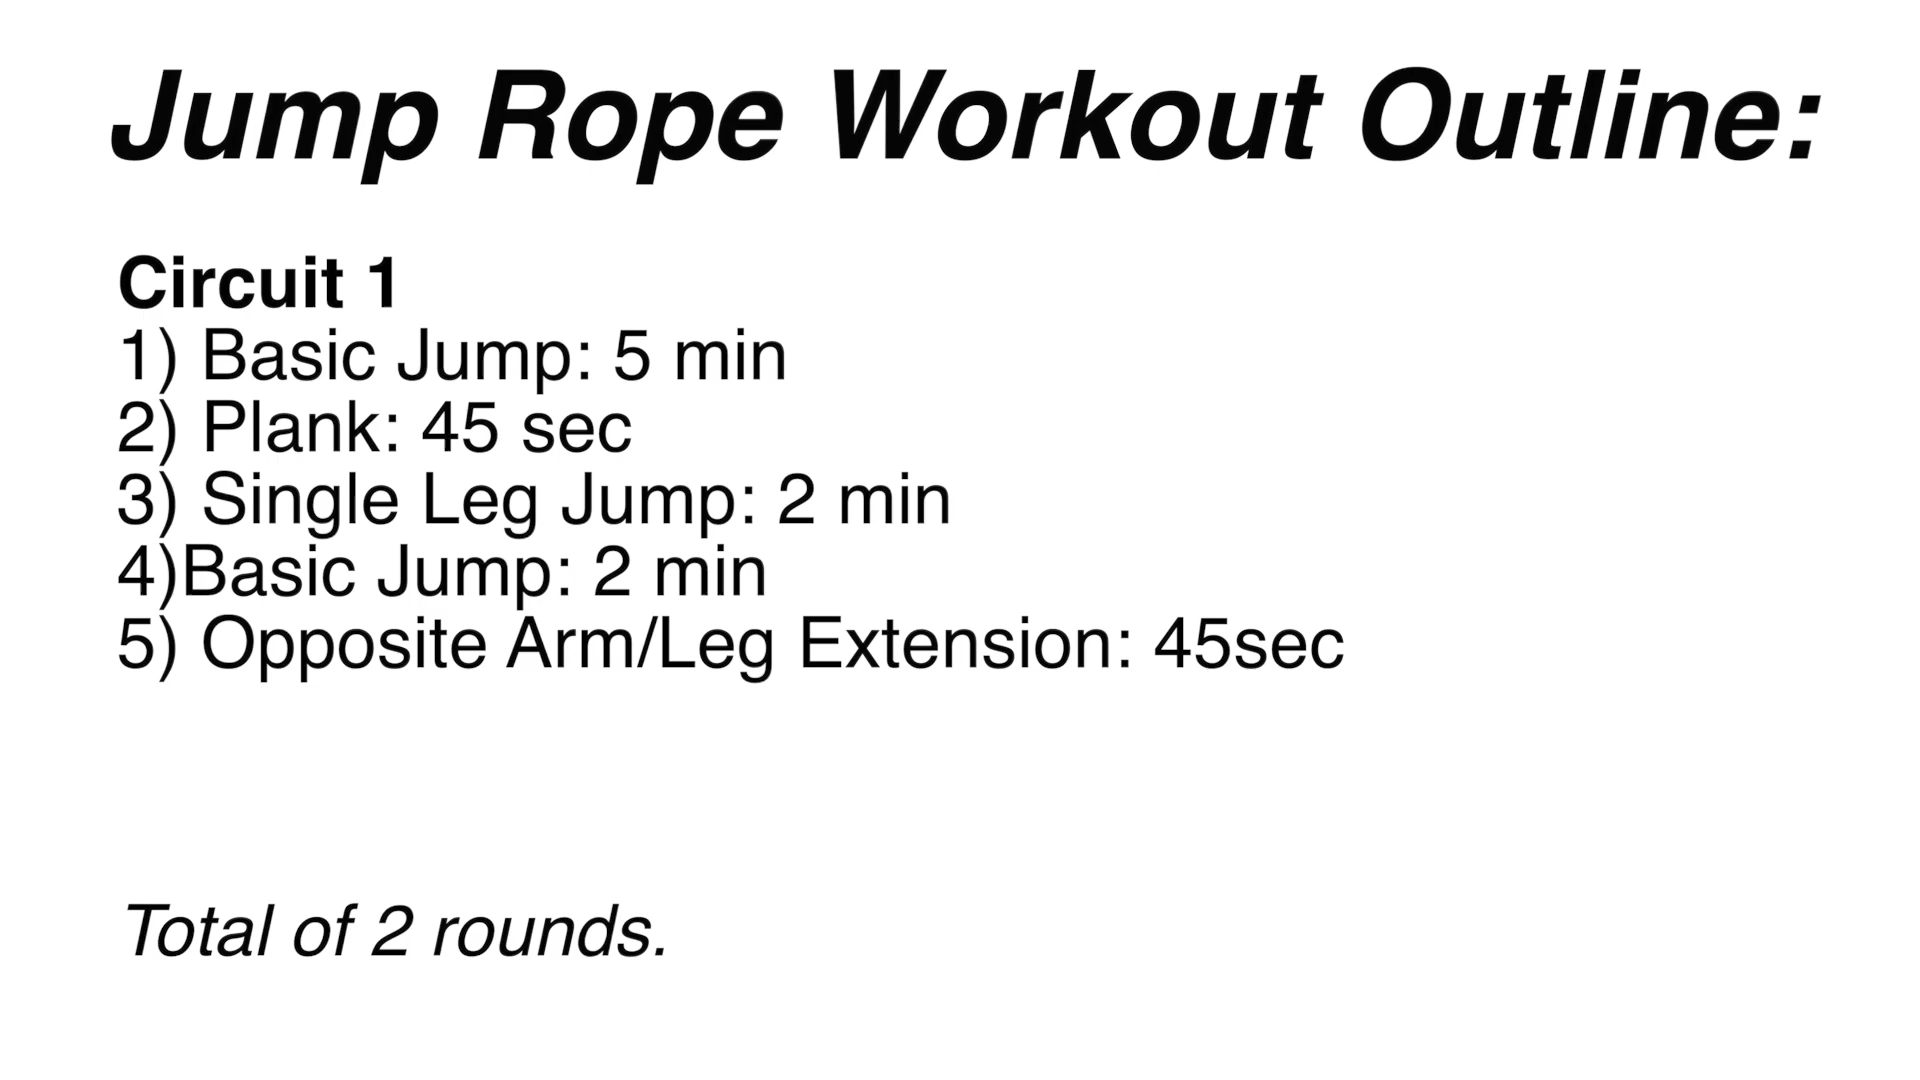 Jump Rope Workout Outline:
Circuit 1
1) Basic Jump: 5 min
2) Plank: 45 sec
3) Single Leg Jump: 2 min
4)Basic Jump: 2 min
5) Opposite Arm/Leg Extension: 45sec
Total of 2 rounds.